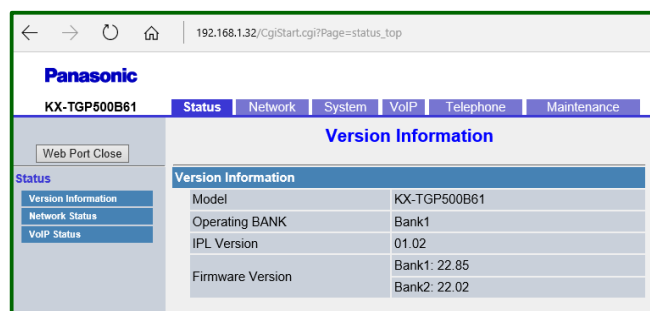 192.168.1.32/CgiStart.cgi?Page=status_top
Panasonic
KX-TGP500B61
Status Network System VoIP Telephone Maintenance
Web Port Close
Version Information
Status
Version Information
Network Status
VoIP Status
Version Information
Model KX-TGP500B61
Operating BANK Bank1
IPL Version 01.02
Firmware Version Bank1: 22.85
Bank2: 22.02